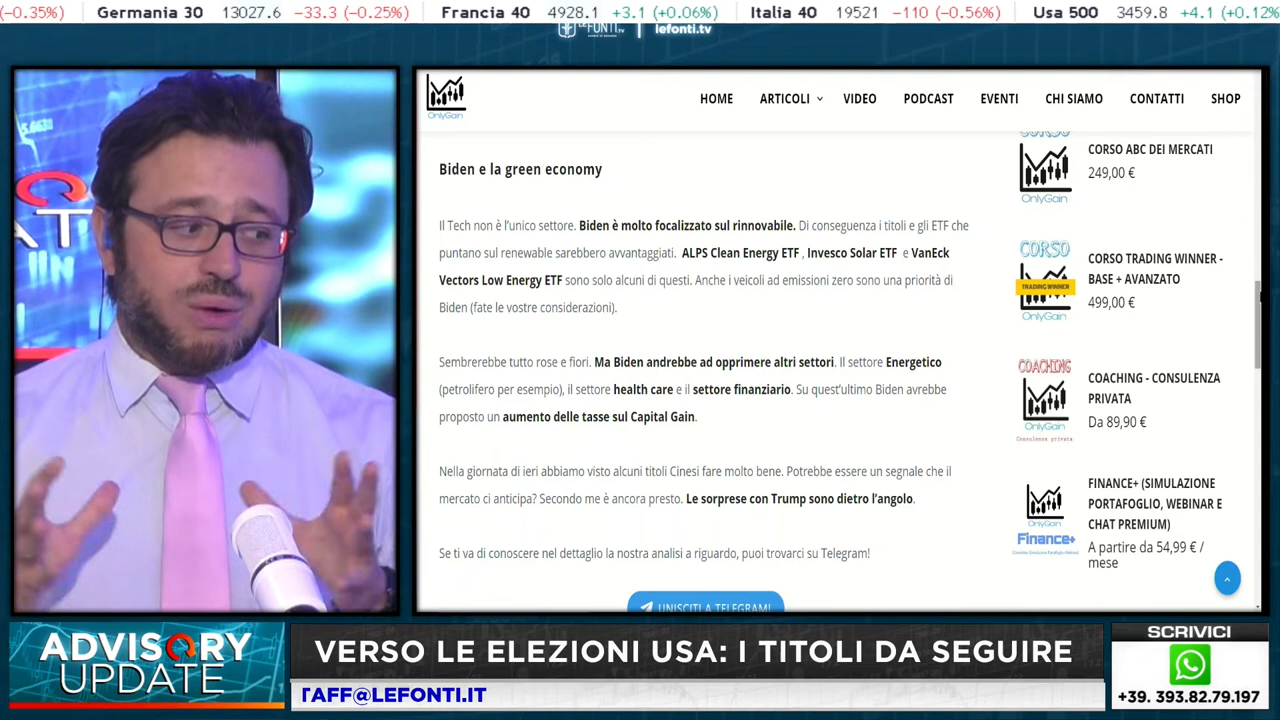 (−0.35%) Germania 30 13027.6 −33.3 (−0.25%) Francia 40 4928.1 +3.1 (+0.06%) Italia 40 19521 −110 (−0.56%) Usa 500 3459.8 +4.1 (+0.12%
LE FONTI.TV lefonti.tv
OnlyGain
HOME ARTICOLI VIDEO PODCAST EVENTI CHI SIAMO CONTATTI SHOP
Biden e la green economy
Il Tech non è l'unico settore. Biden è molto focalizzato sul rinnovabile. Di conseguenza i titoli e gli ETF che
puntano sul renewable sarebbero avvantaggiati. ALPS Clean Energy ETF , Invesco Solar ETF e VanEck
Vectors Low Energy ETF sono solo alcuni di questi. Anche i veicoli ad emissioni zero sono una priorità di
Biden (fate le vostre considerazioni).
Sembrerebbe tutto rose e fiori. Ma Biden andrebbe ad opprimere altri settori. Il settore Energetico
(petrolifero per esempio), il settore health care e il settore finanziario. Su quest'ultimo Biden avrebbe
proposto un aumento delle tasse sul Capital Gain.
Nella giornata di ieri abbiamo visto alcuni titoli Cinesi fare molto bene. Potrebbe essere un segnale che il
mercato ci anticipa? Secondo me è ancora presto. Le sorprese con Trump sono dietro l'angolo.
Se ti va di conoscere nel dettaglio la nostra analisi a riguardo, puoi trovarci su Telegram!
UNISCITI A TELEGRAM!
CORSO
OnlyGain
CORSO ABC DEI MERCATI
249,00 €
CORSO
TRADING WINNER
OnlyGain
CORSO TRADING WINNER -
BASE + AVANZATO
499,00 €
COACHING
OnlyGain
Consulenza privata
COACHING - CONSULENZA
PRIVATA
Da 89,90 €
OnlyGain
Finance+
FINANCE+ (SIMULAZIONE
PORTAFOGLIO, WEBINAR E
CHAT PREMIUM)
A partire da 54,99 € /
mese
ADVISORY
UPDATE
VERSO LE ELEZIONI USA: I TITOLI DA SEGUIRE
TAFF@LEFONTI.IT
SCRIVICI
+39. 393.82.79.197